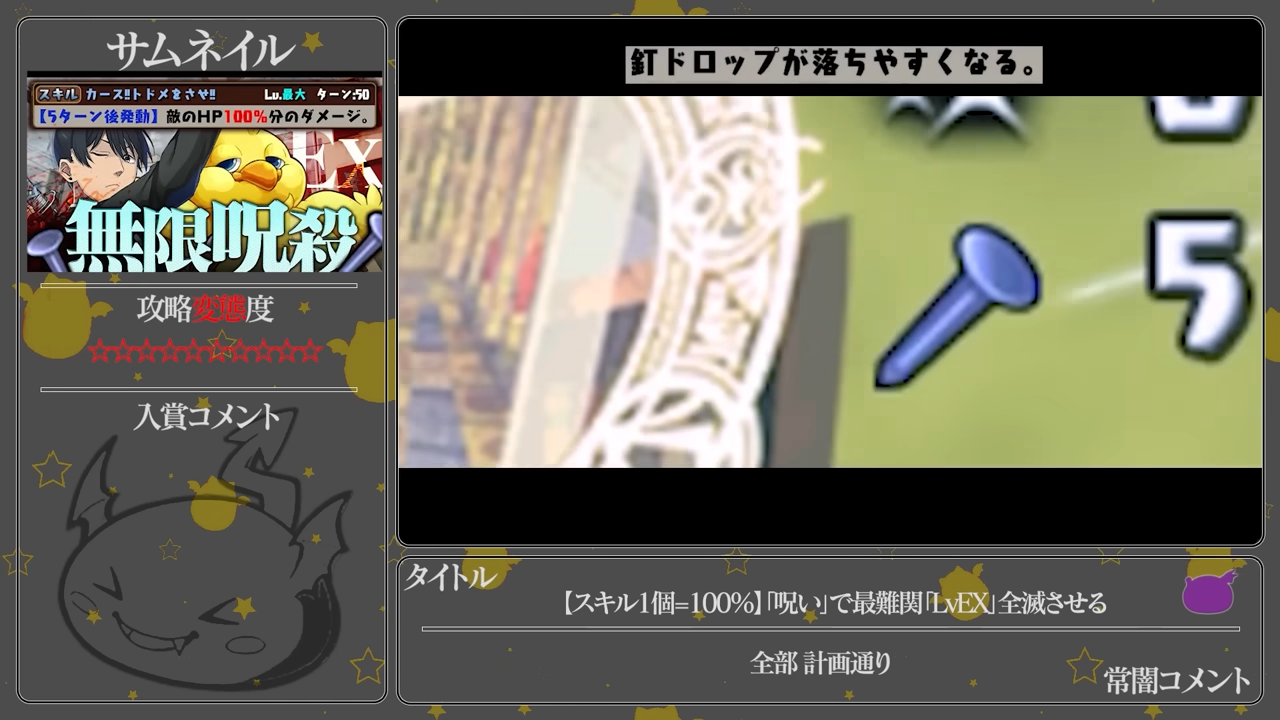 サムネイル
スキル カース!!トドメをさせ!! Lv.最大 ターン:50
【5ターン後発動】敵のHP100%分のダメージ。
EX
無限呪殺
攻略変態度
☆☆☆☆☆☆☆☆☆☆
入賞コメント
釘ドロップが落ちやすくなる。
5
タイトル
【スキル1個=100%】「呪い」で最難関「LvEX」全滅させる
全部 計画通り
常闇コメント